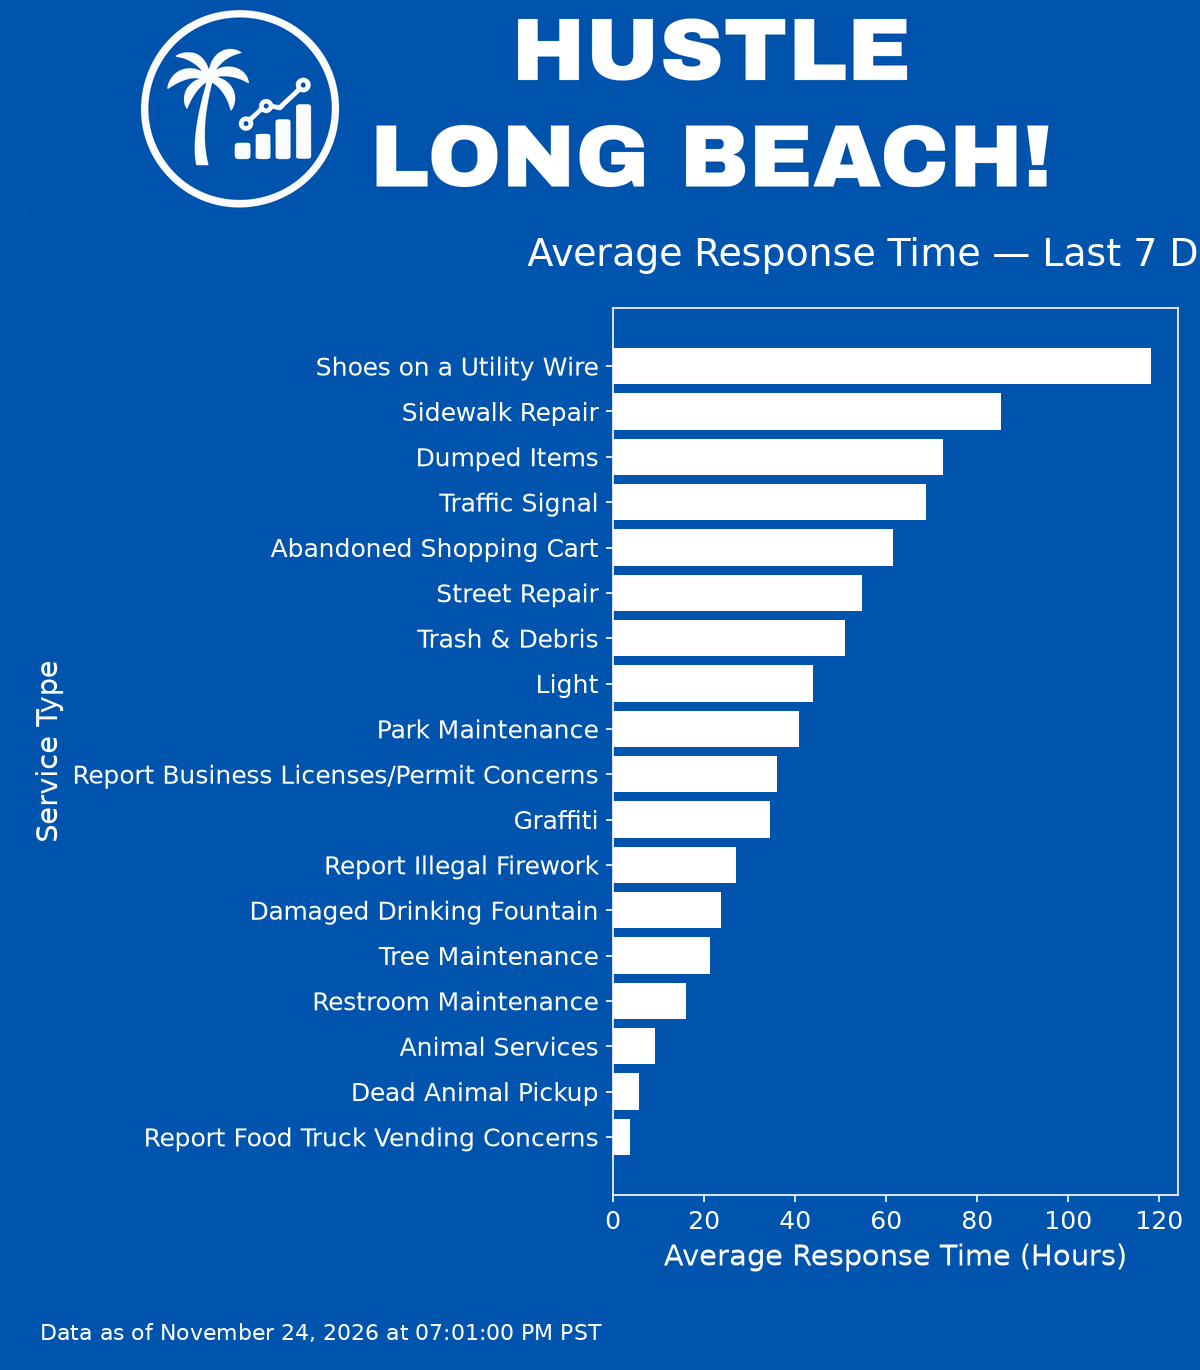 HUSTLE
LONG BEACH!
Average Response Time — Last 7 D
Service Type
Shoes on a Utility Wire
Sidewalk Repair
Dumped Items
Traffic Signal
Abandoned Shopping Cart
Street Repair
Trash & Debris
Light
Park Maintenance
Report Business Licenses/Permit Concerns
Graffiti
Report Illegal Firework
Damaged Drinking Fountain
Tree Maintenance
Restroom Maintenance
Animal Services
Dead Animal Pickup
Report Food Truck Vending Concerns
0 20 40 60 80 100 120
Average Response Time (Hours)
Data as of November 24, 2026 at 07:01:00 PM PST